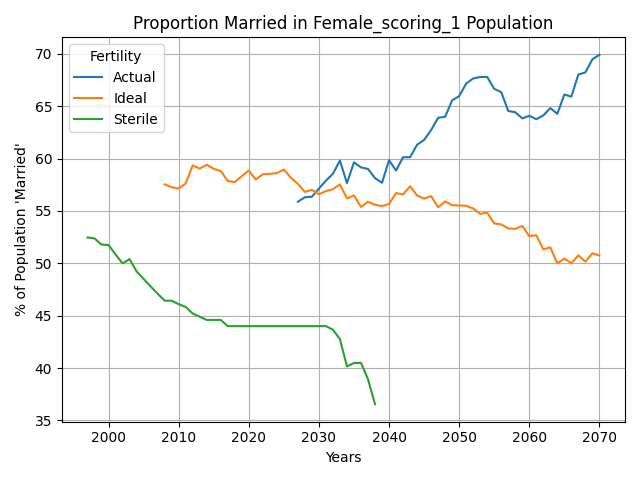 Proportion Married in Female_scoring_1 Population
% of Population 'Married'
Fertility
Actual
Ideal
Sterile
70
65
60
55
50
45
40
35
2000 2010 2020 2030 2040 2050 2060 2070
Years